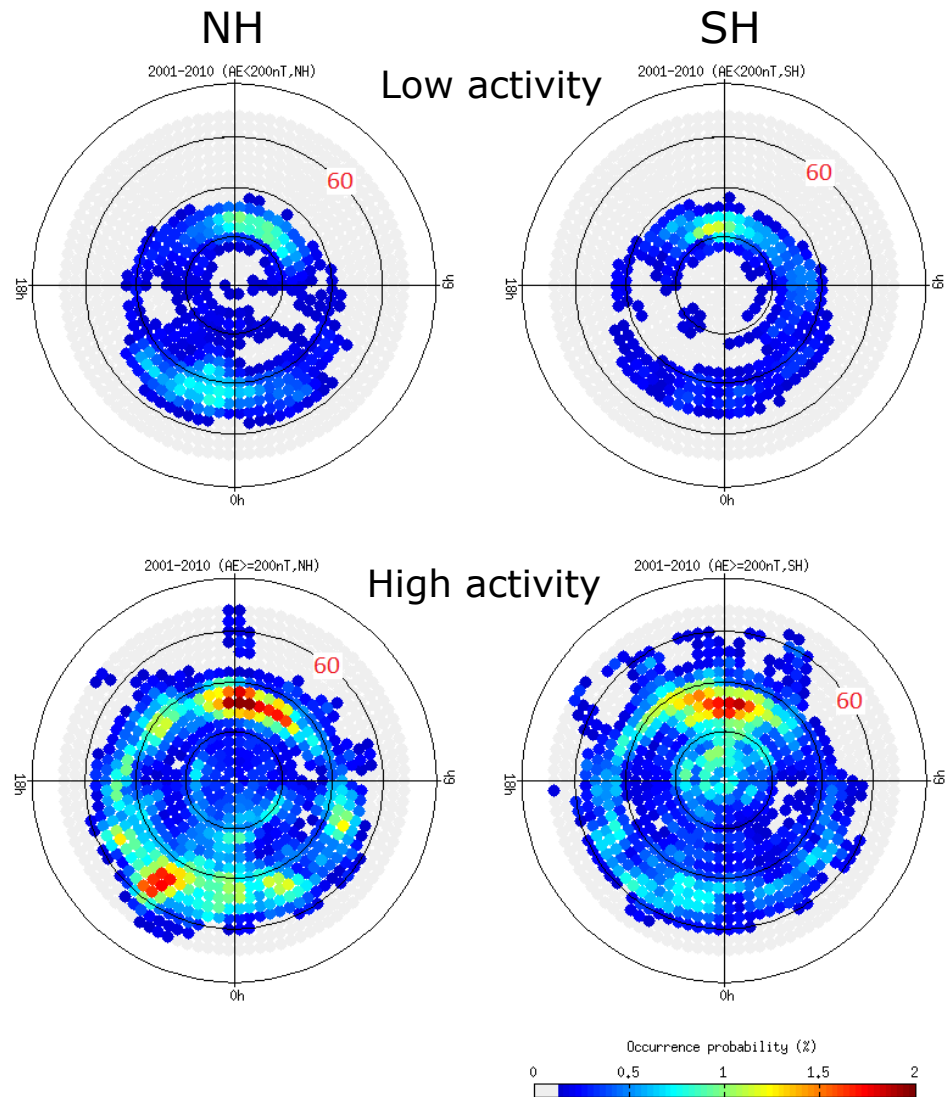 NH
SH
2001-2010 (AE<200nT,NH)
2001-2010 (AE<200nT,SH)
Low activity
60
60
18h
6h
18h
6h
0h
0h
2001-2010 (AE>=200nT,NH)
2001-2010 (AE>=200nT,SH)
High activity
60
60
18h
6h
18h
6h
0h
0h
Occurrence probability (%)
0 0.5 1 1.5 2